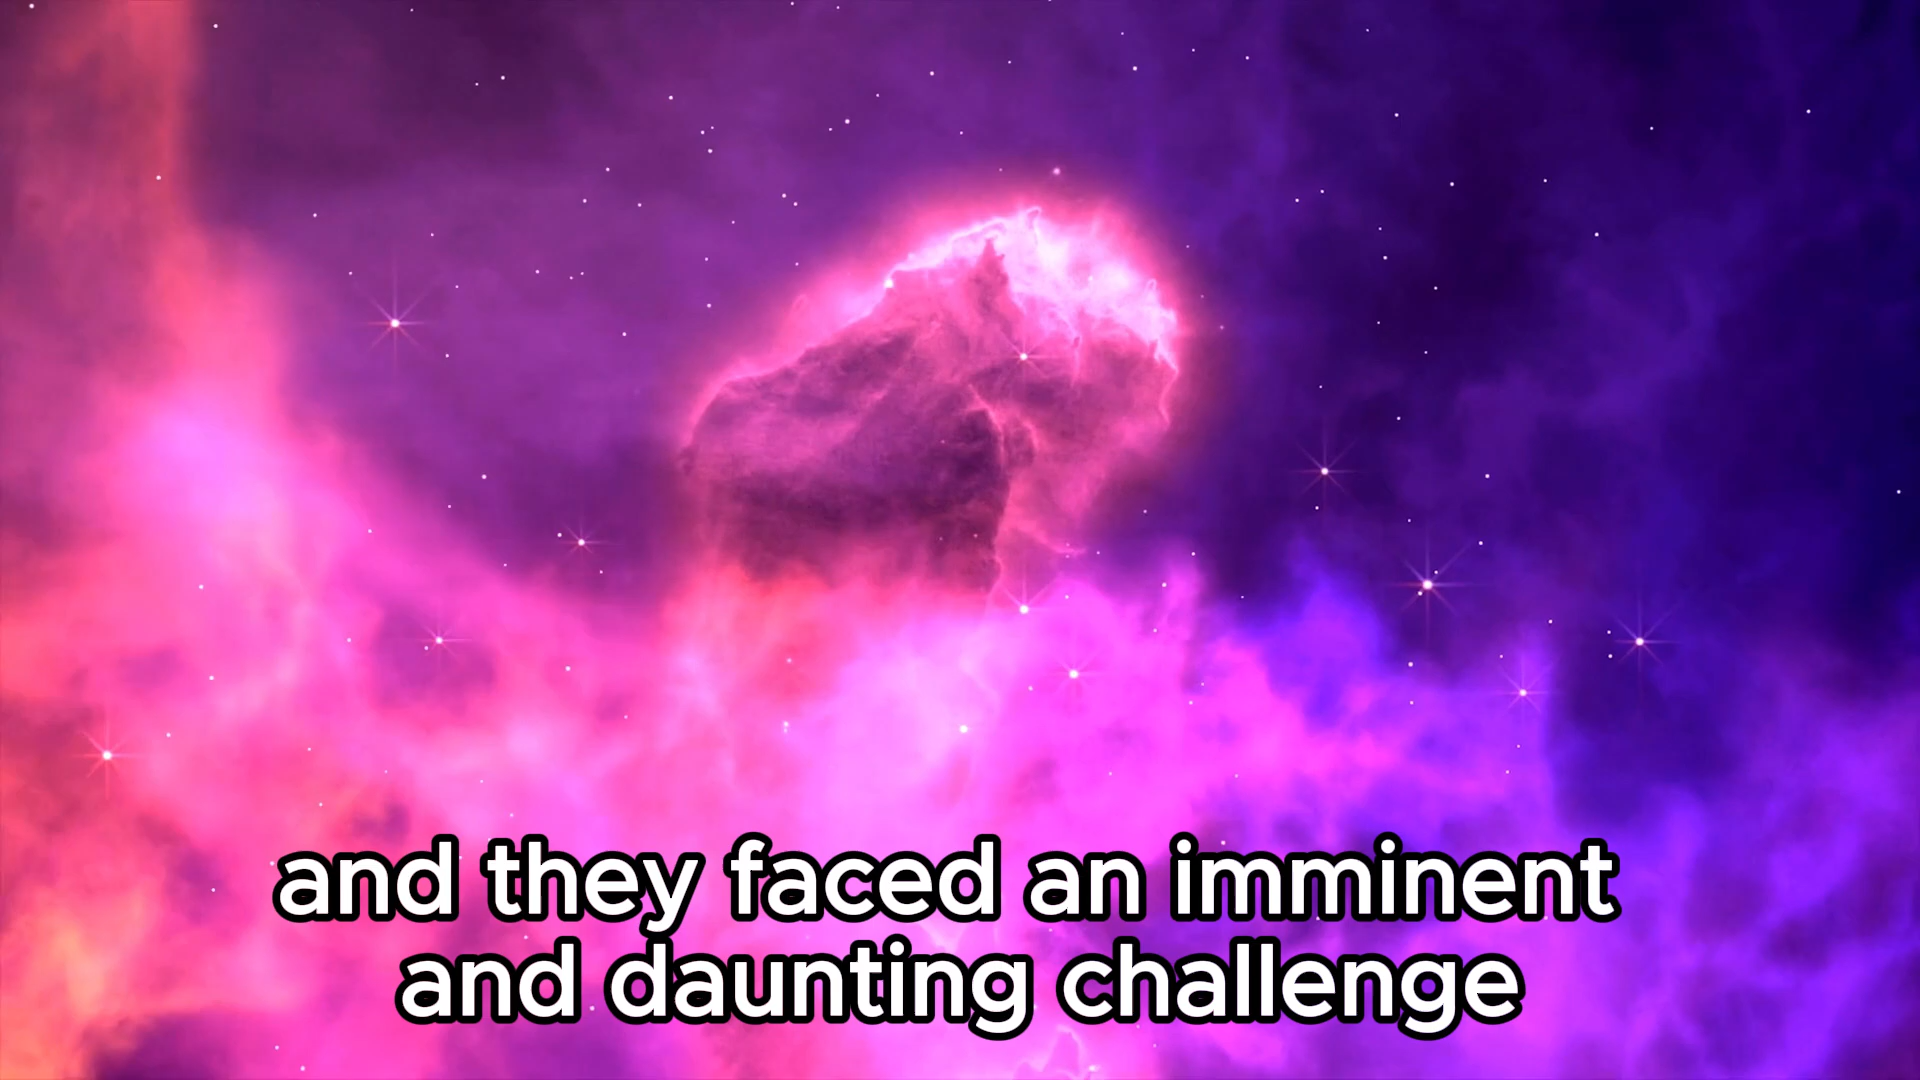 and they faced an imminent
and daunting challenge